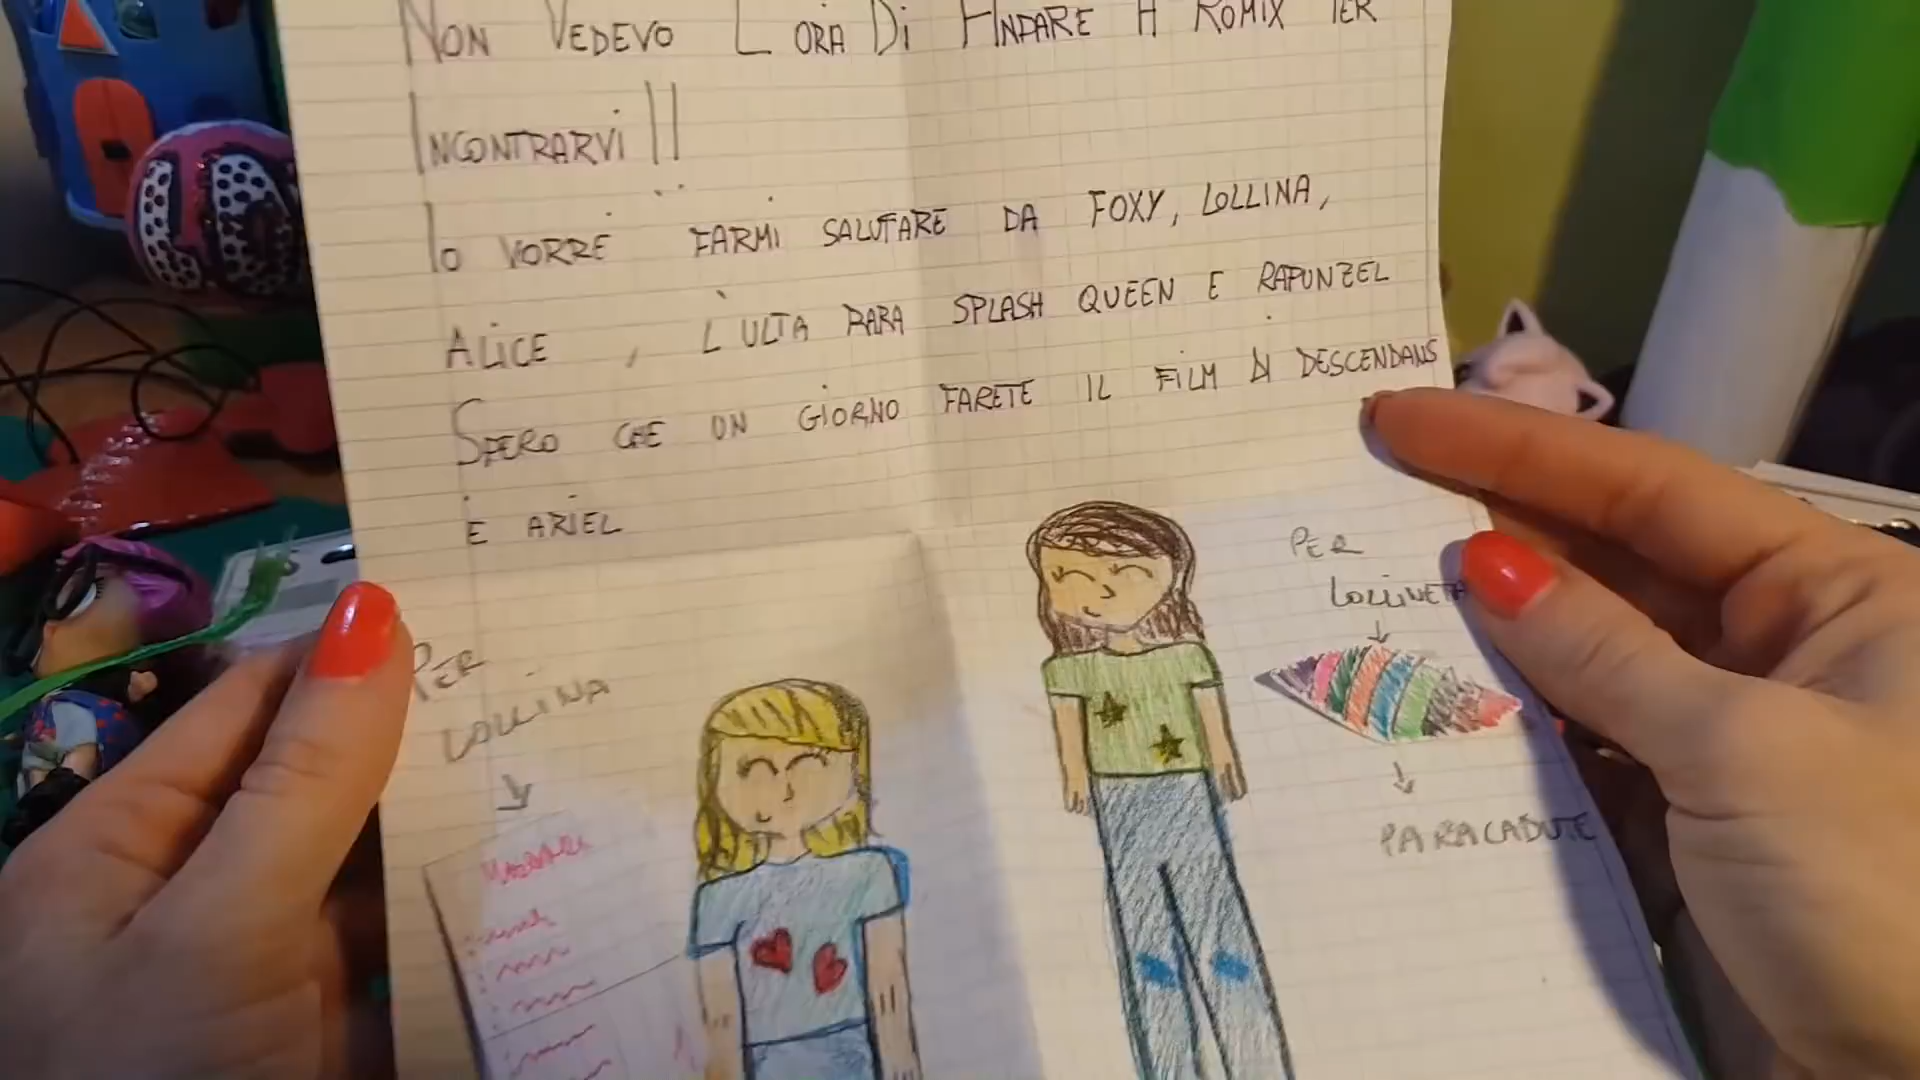 NON VEDEVO L ORA Di ANDARE A ROMIX PER
INCONTRARVi !!
IO VORRE FARMi SALUTARE DA FOXY, LOLLINA,
ALiCE , L'ULTA RARA SPLASH QUEEN E RAPUNZEL
SPERO CHE UN GiORNO FARETE IL FiLM Di DESCENDANS
E ARiEL
PER
LOLLINETA
PER
LOLLINA
PARACADUTE